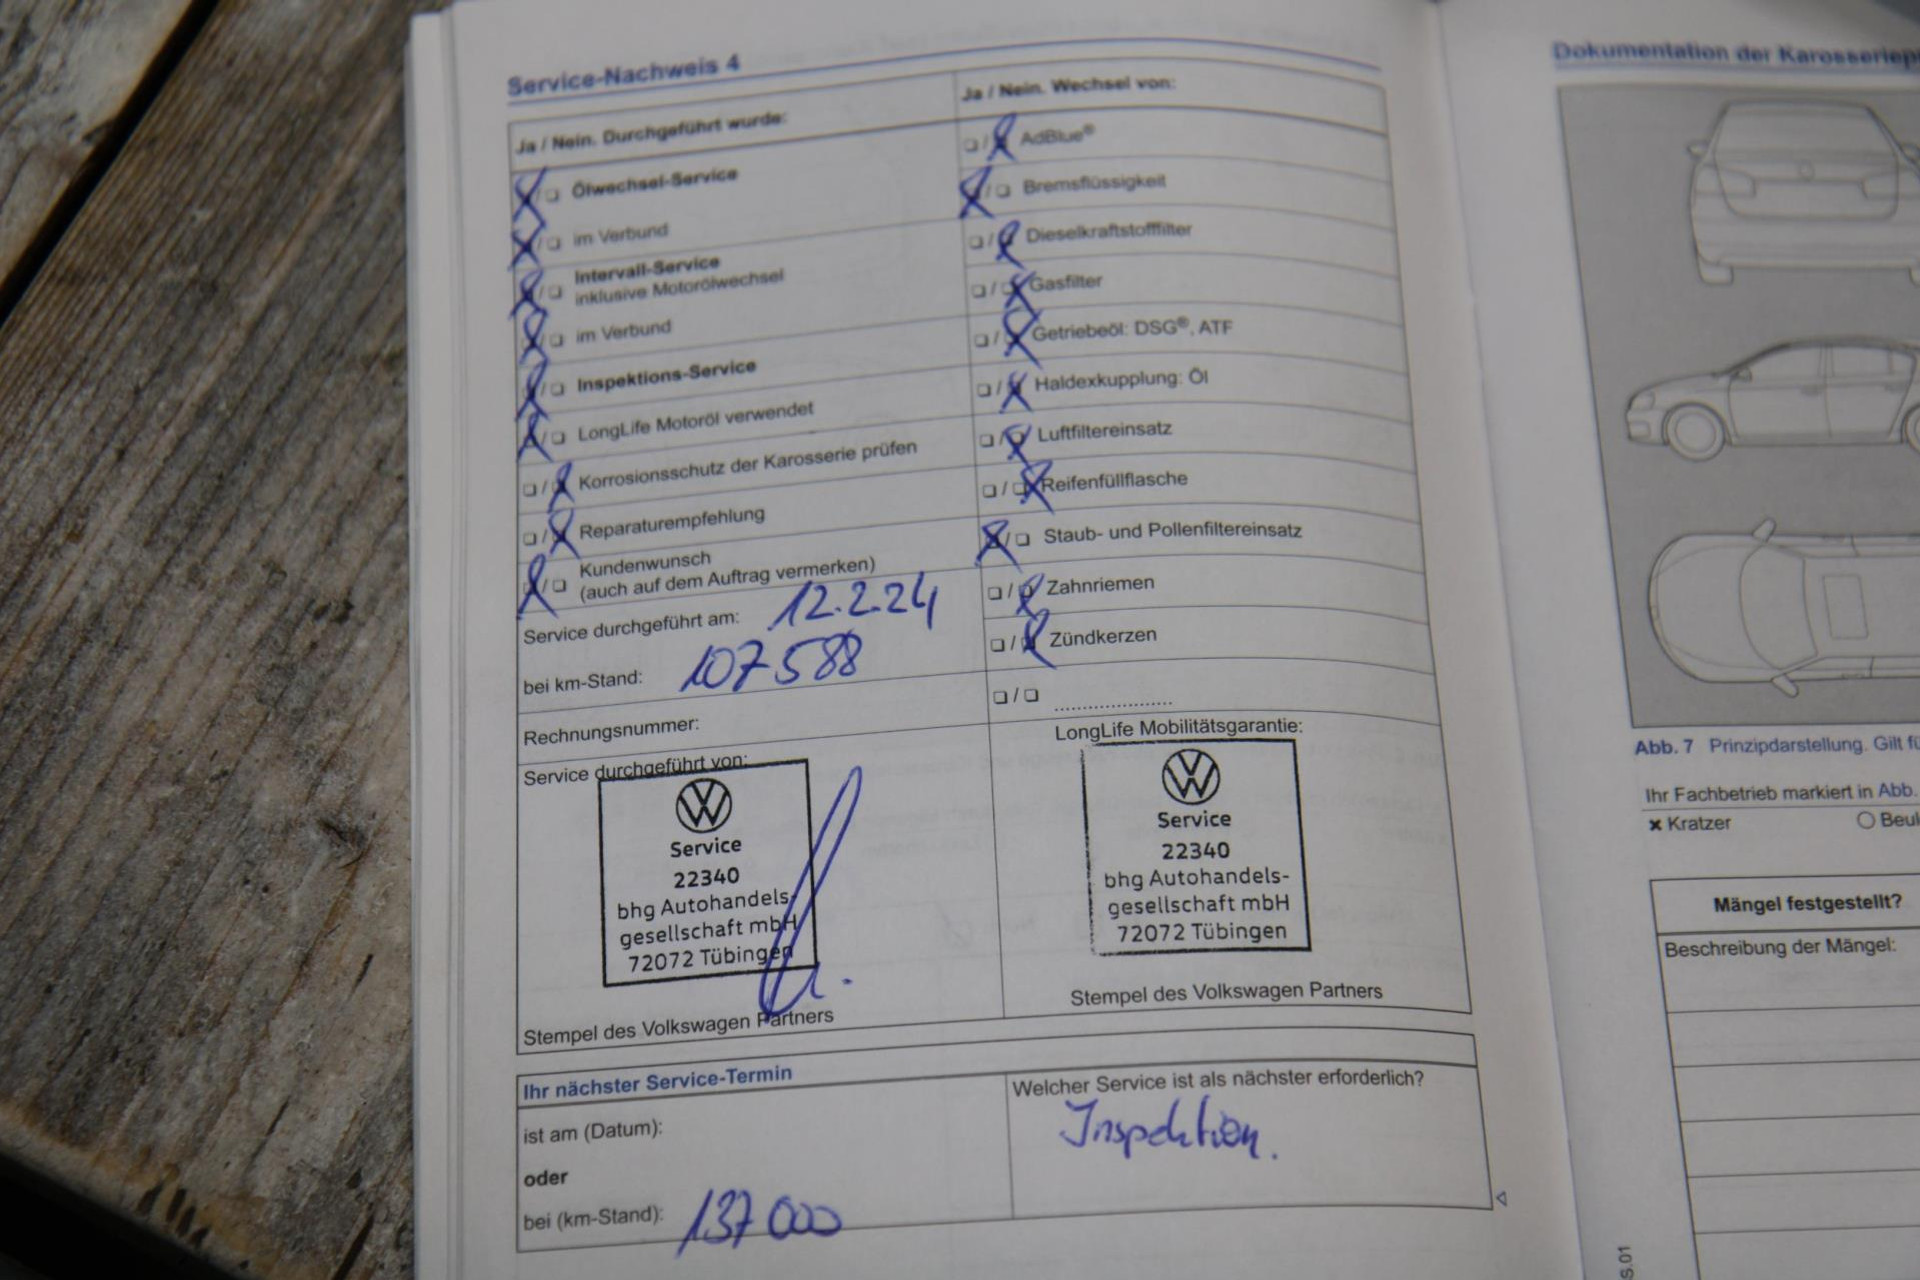 Service-Nachweis 4
Ja / Nein. Durchgeführt wurde:
Ölwechsel-Service
im Verbund
Intervall-Service
inklusive Motorölwechsel
im Verbund
Inspektions-Service
LongLife Motoröl verwendet
Korrosionsschutz der Karosserie prüfen
Reparaturempfehlung
Kundenwunsch
(auch auf dem Auftrag vermerken)
Service durchgeführt am: 12.2.24
bei km-Stand: 107 588
Rechnungsnummer:
Service durchgeführt von:
Service
22340
bhg Autohandels-
gesellschaft mbH
72072 Tübingen
Stempel des Volkswagen Partners
Ja / Nein. Wechsel von:
AdBlue®
Bremsflüssigkeit
Dieselkraftstofffilter
Gasfilter
Getriebeöl: DSG®, ATF
Haldexkupplung: Öl
Luftfiltereinsatz
Reifenfüllflasche
Staub- und Pollenfiltereinsatz
Zahnriemen
Zündkerzen
LongLife Mobilitätsgarantie:
Service
22340
bhg Autohandels-
gesellschaft mbH
72072 Tübingen
Stempel des Volkswagen Partners
Ihr nächster Service-Termin
ist am (Datum):
oder
bei (km-Stand): 137 000
Welcher Service ist als nächster erforderlich?
Inspektion.
Dokumentation der
Abb. 7 Prinzipdarstellung. Gilt
Ihr Fachbetrieb markiert in Abb.
× Kratzer
Mängel festgestellt?
Beschreibung der Mängel: